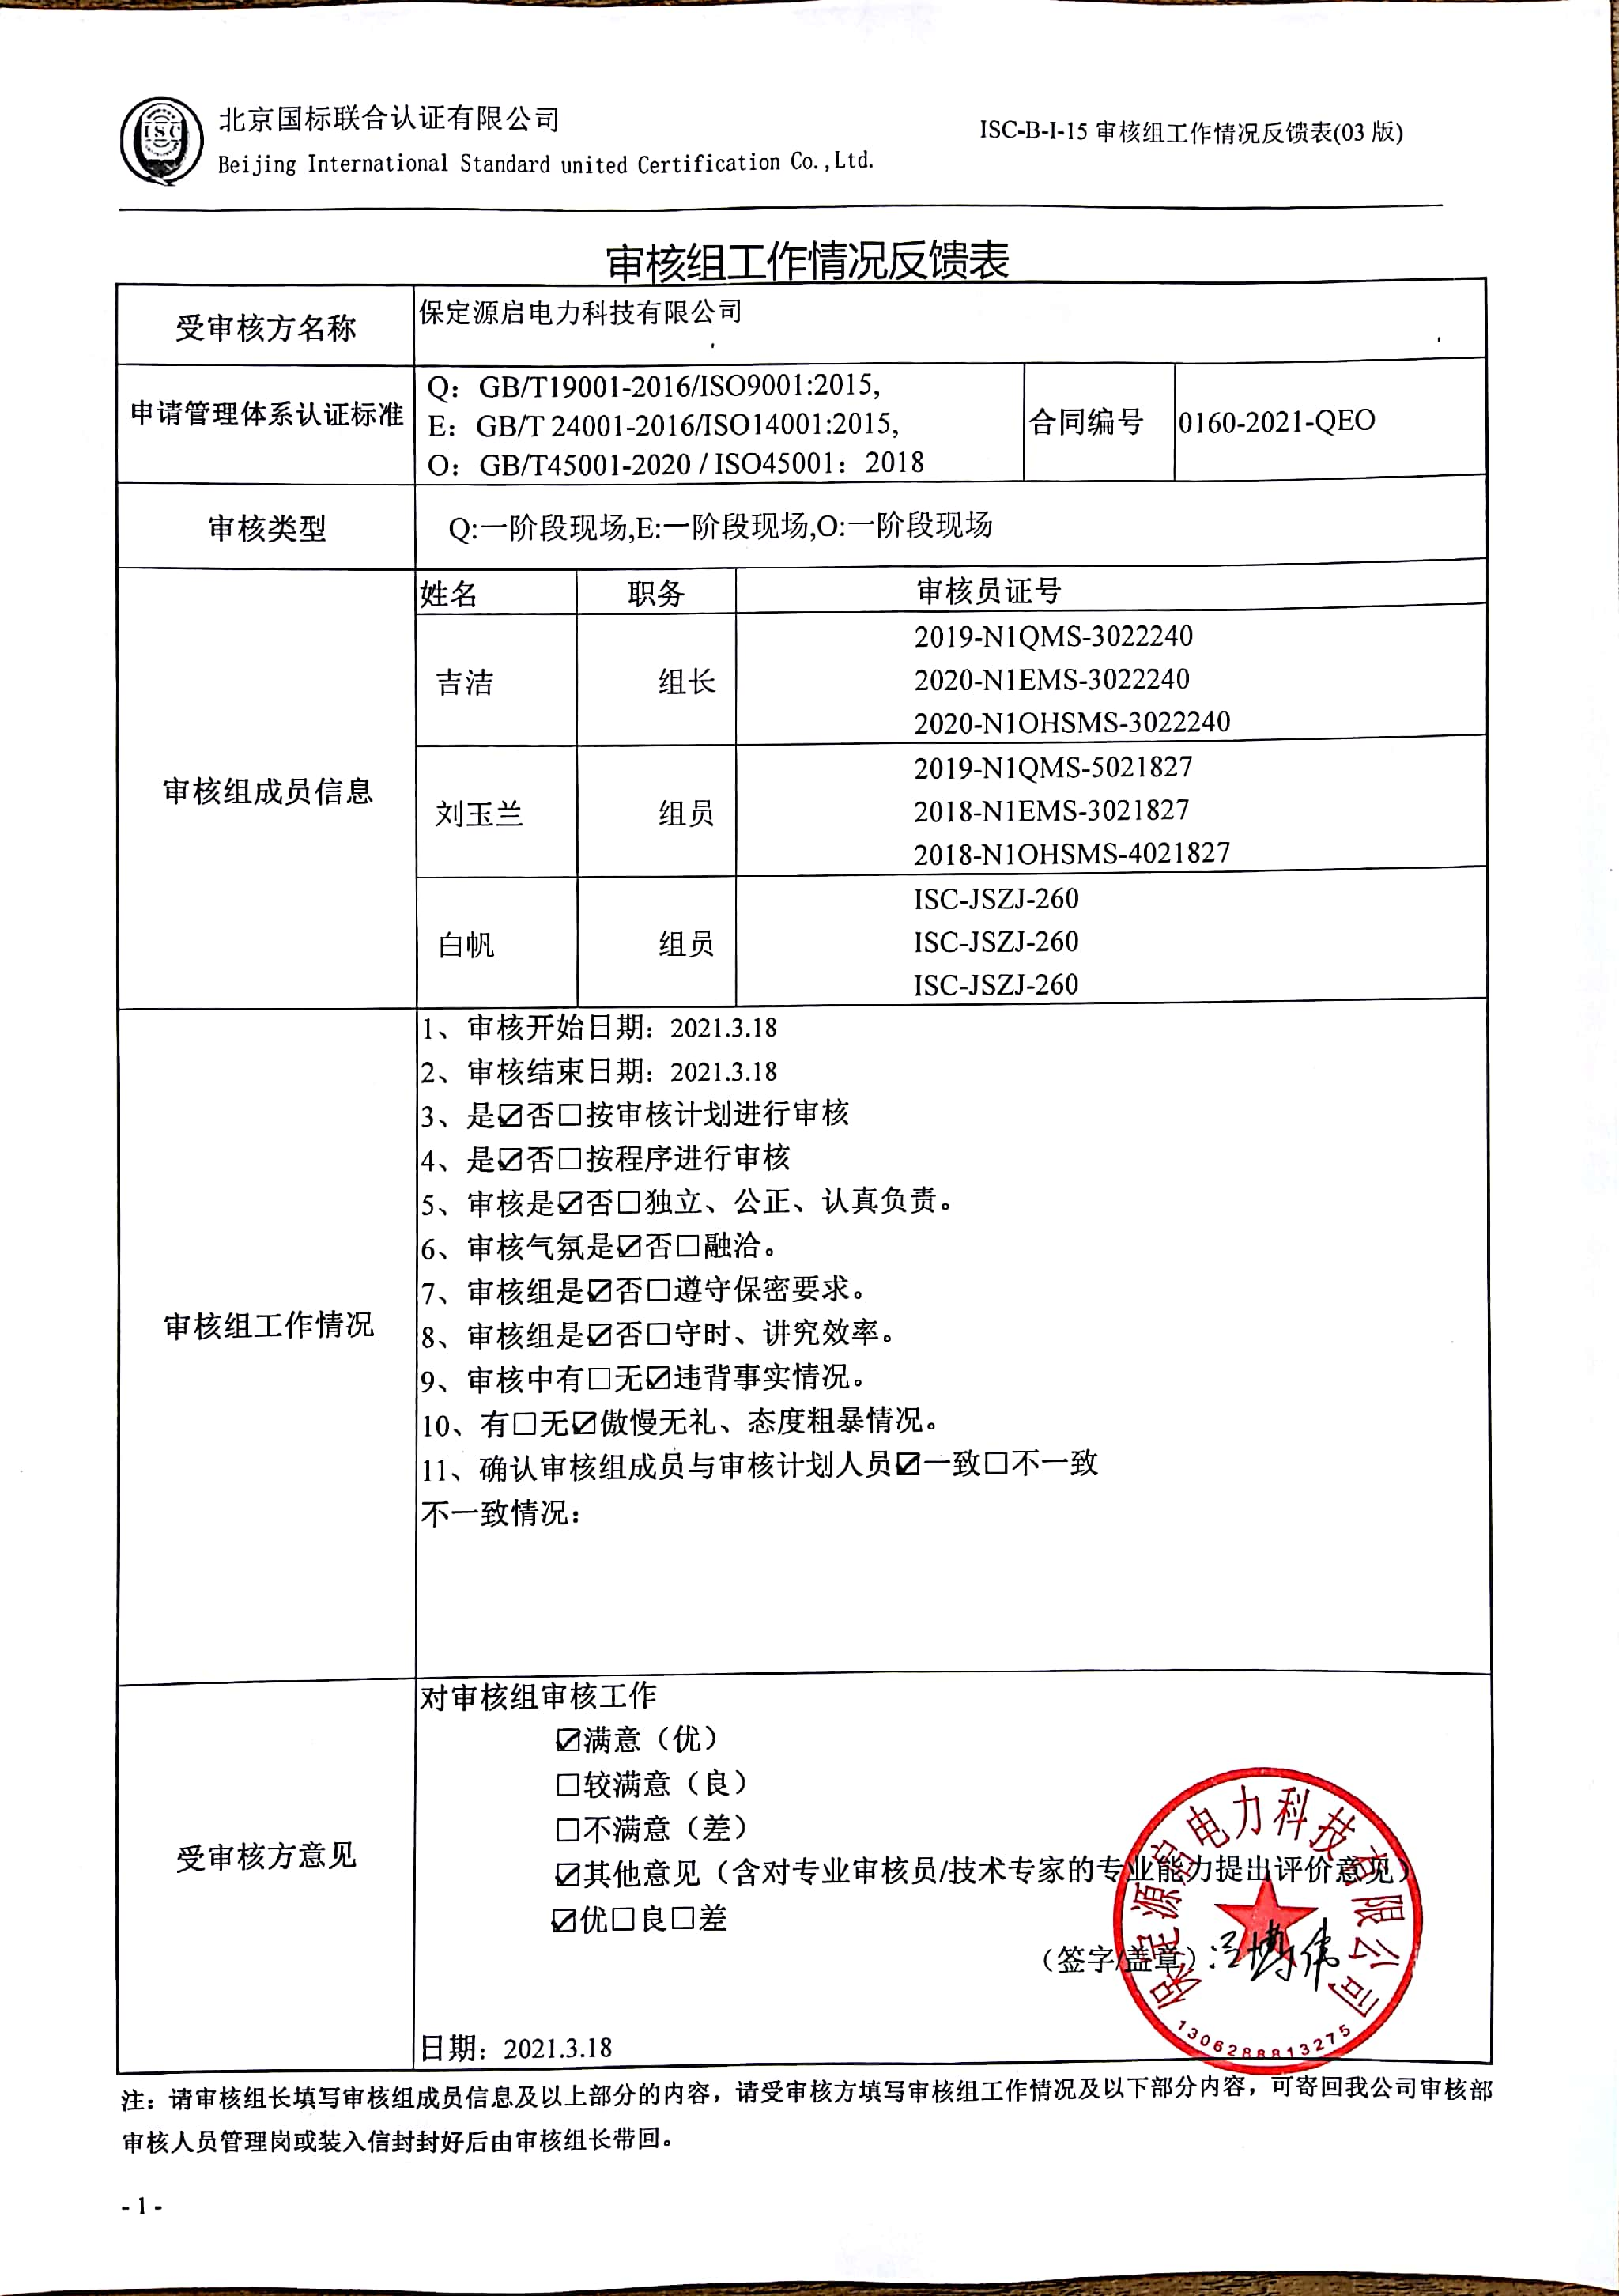 ISC
北京国标联合认证有限公司
Beijing International Standard united Certification Co.,Ltd.
ISC-B-I-15 审核组工作情况反馈表(03 版)
审核组工作情况反馈表
受审核方名称
保定源启电力科技有限公司
申请管理体系认证标准
Q：GB/T19001-2016/ISO9001:2015,
E：GB/T 24001-2016/ISO14001:2015,
O：GB/T45001-2020 / ISO45001：2018
合同编号
0160-2021-QEO
审核类型
Q:一阶段现场,E:一阶段现场,O:一阶段现场
审核组成员信息
姓名 职务 审核员证号
吉洁 组长
2019-N1QMS-3022240
2020-N1EMS-3022240
2020-N1OHSMS-3022240
刘玉兰 组员
2019-N1QMS-5021827
2018-N1EMS-3021827
2018-N1OHSMS-4021827
白帆 组员
ISC-JSZJ-260
ISC-JSZJ-260
ISC-JSZJ-260
审核组工作情况
1、审核开始日期：2021.3.18
2、审核结束日期：2021.3.18
3、是☑否☐按审核计划进行审核
4、是☑否☐按程序进行审核
5、审核是☑否☐独立、公正、认真负责。
6、审核气氛是☑否☐融洽。
7、审核组是☑否☐遵守保密要求。
8、审核组是☑否☐守时、讲究效率。
9、审核中有☐无☑违背事实情况。
10、有☐无☑傲慢无礼、态度粗暴情况。
11、确认审核组成员与审核计划人员☑一致☐不一致
不一致情况：
受审核方意见
对审核组审核工作
☑满意（优）
☐较满意（良）
☐不满意（差）
☑其他意见（含对专业审核员/技术专家的专业能力提出评价意见）
☑优☐良☐差
（签字/盖章）:
保定源启电力科技有限公司
1306288813275
日期：2021.3.18
注：请审核组长填写审核组成员信息及以上部分的内容，请受审核方填写审核组工作情况及以下部分内容，可寄回我公司审核部
审核人员管理岗或装入信封封好后由审核组长带回。
- 1 -